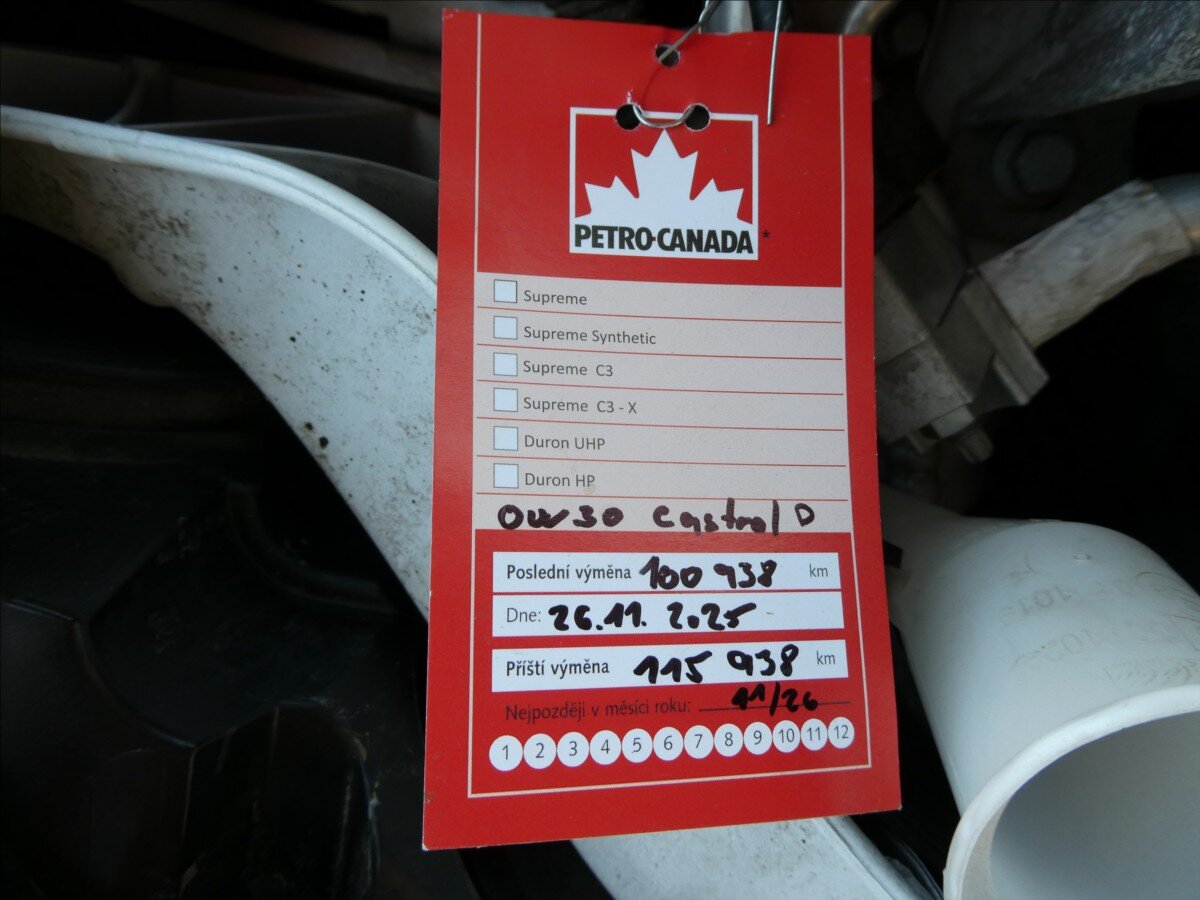 PETRO-CANADA*
Supreme
Supreme Synthetic
Supreme C3
Supreme C3 - X
Duron UHP
Duron HP
0W30 Castrol D
Poslední výměna 100 938 km
Dne: 26.11. 2025
Příští výměna 115 938 km
Nejpozději v měsíci roku: 11/26
1 2 3 4 5 6 7 8 9 10 11 12